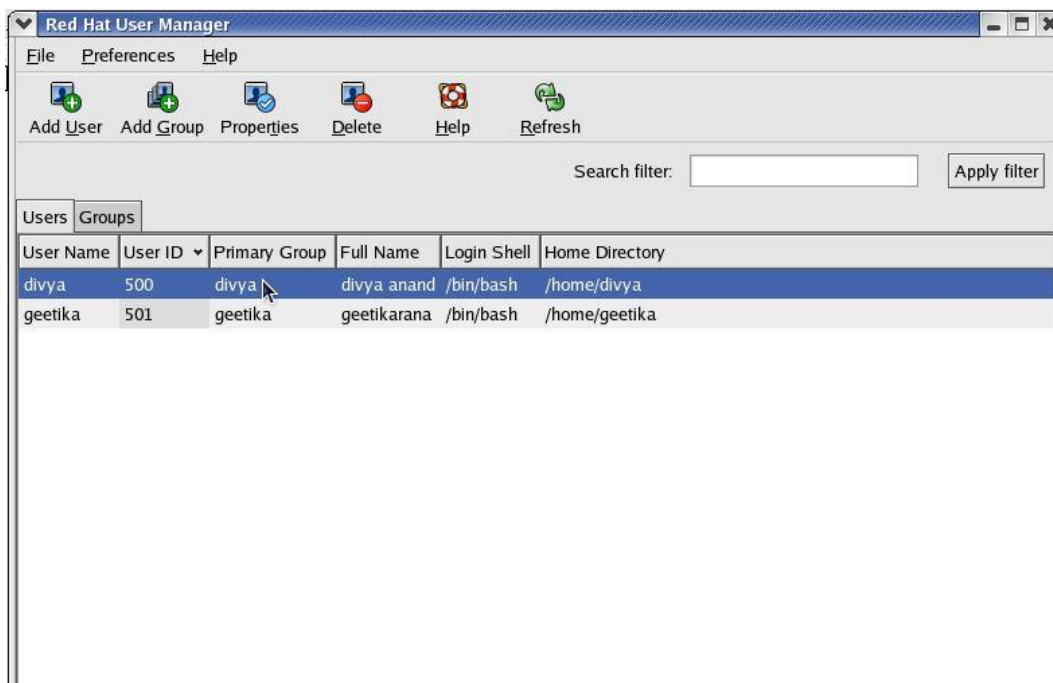 Red Hat User Manager
File Preferences Help
Add User Add Group Properties Delete Help Refresh
Search filter: Apply filter
Users Groups
User Name User ID Primary Group Full Name Login Shell Home Directory
divya 500 divya divya anand /bin/bash /home/divya
geetika 501 geetika geetikarana /bin/bash /home/geetika